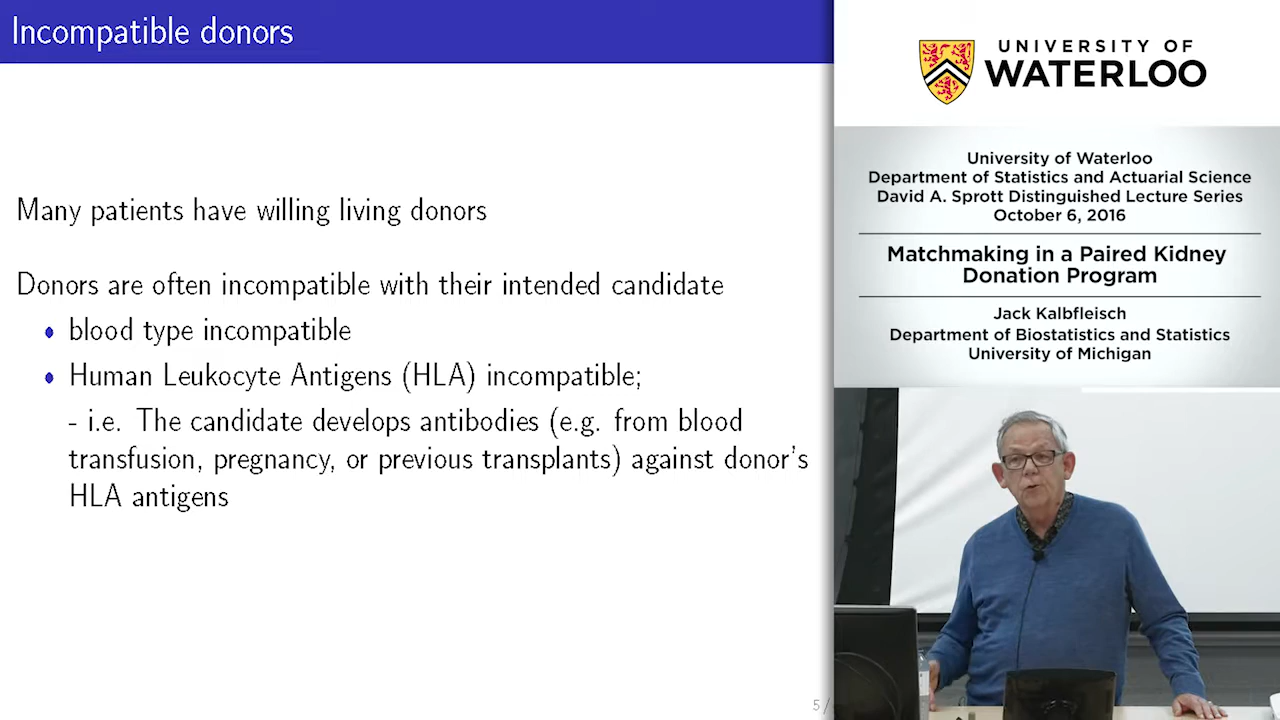 Incompatible donors
Many patients have willing living donors
Donors are often incompatible with their intended candidate
• blood type incompatible
• Human Leukocyte Antigens (HLA) incompatible;
- i.e. The candidate develops antibodies (e.g. from blood
transfusion, pregnancy, or previous transplants) against donor's
HLA antigens
5 /
UNIVERSITY OF
WATERLOO
University of Waterloo
Department of Statistics and Actuarial Science
David A. Sprott Distinguished Lecture Series
October 6, 2016
Matchmaking in a Paired Kidney
Donation Program
Jack Kalbfleisch
Department of Biostatistics and Statistics
University of Michigan